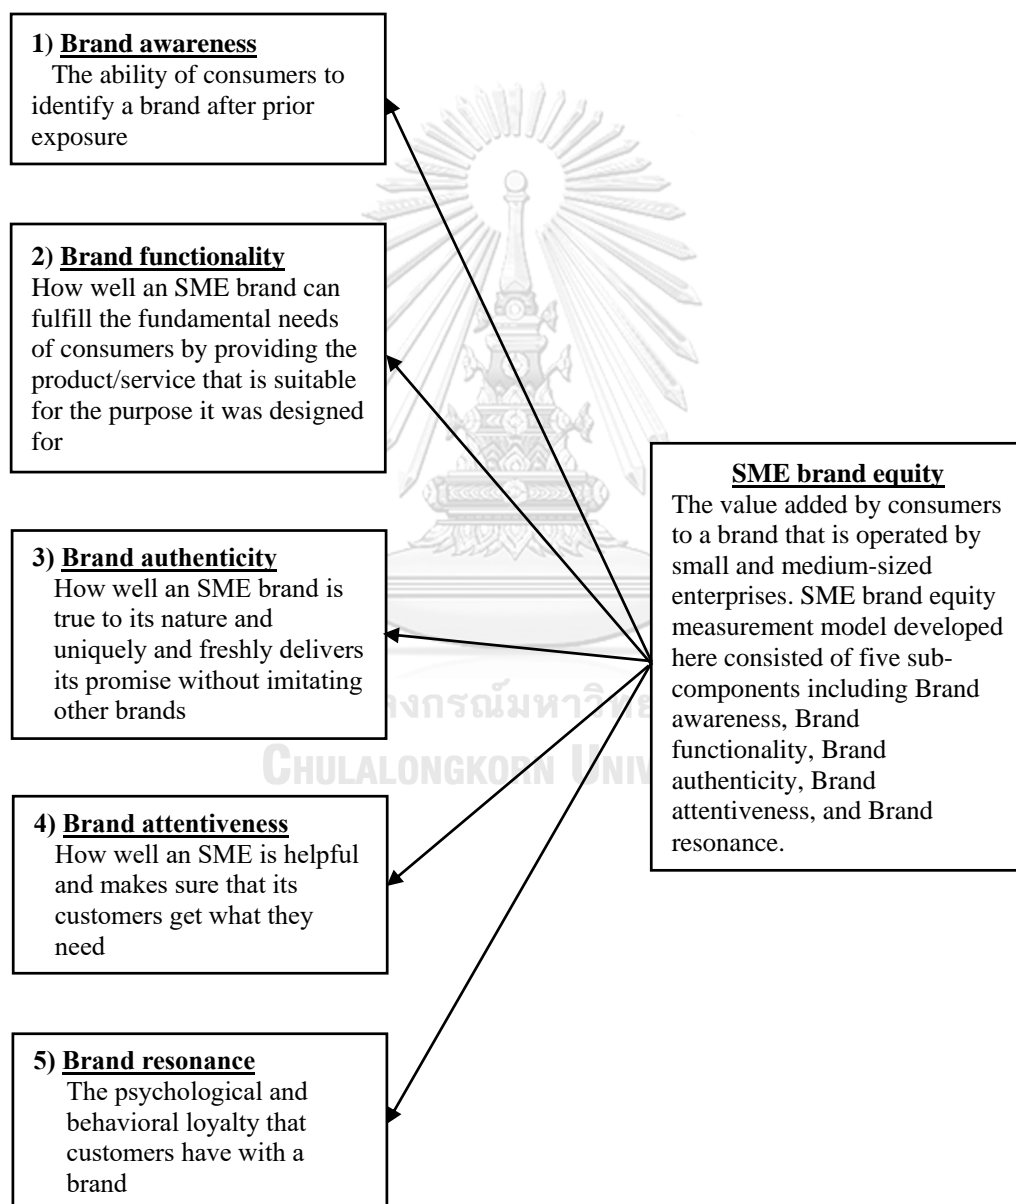 1) Brand awareness
The ability of consumers to
identify a brand after prior
exposure
2) Brand functionality
How well an SME brand can
fulfill the fundamental needs
of consumers by providing the
product/service that is suitable
for the purpose it was designed
for
3) Brand authenticity
How well an SME brand is
true to its nature and
uniquely and freshly delivers
its promise without imitating
other brands
4) Brand attentiveness
How well an SME is helpful
and makes sure that its
customers get what they
need
5) Brand resonance
The psychological and
behavioral loyalty that
customers have with a
brand
SME brand equity
The value added by consumers
to a brand that is operated by
small and medium-sized
enterprises. SME brand equity
measurement model developed
here consisted of five sub-
components including Brand
awareness, Brand
functionality, Brand
authenticity, Brand
attentiveness, and Brand
resonance.
CHULALONGKORN